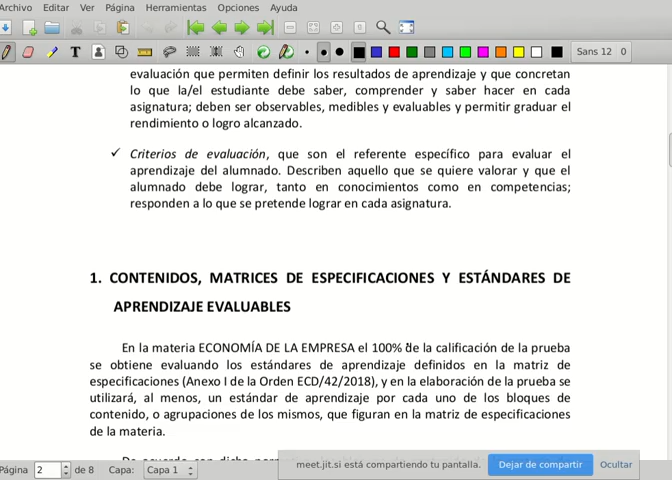 Archivo Editar Ver Página Herramientas Opciones Ayuda
T
Sans 12 0
evaluación que permiten definir los resultados de aprendizaje y que concretan
lo que la/el estudiante debe saber, comprender y saber hacer en cada
asignatura; deben ser observables, medibles y evaluables y permitir graduar el
rendimiento o logro alcanzado.
✓ Criterios de evaluación, que son el referente específico para evaluar el
aprendizaje del alumnado. Describen aquello que se quiere valorar y que el
alumnado debe lograr, tanto en conocimientos como en competencias;
responden a lo que se pretende lograr en cada asignatura.
1. CONTENIDOS, MATRICES DE ESPECIFICACIONES Y ESTÁNDARES DE
APRENDIZAJE EVALUABLES
En la materia ECONOMÍA DE LA EMPRESA el 100% de la calificación de la prueba
se obtiene evaluando los estándares de aprendizaje definidos en la matriz de
especificaciones (Anexo I de la Orden ECD/42/2018), y en la elaboración de la prueba se
utilizará, al menos, un estándar de aprendizaje por cada uno de los bloques de
contenido, o agrupaciones de los mismos, que figuran en la matriz de especificaciones
de la materia.
De acuerdo con dicha
Página 2 de 8 Capa: Capa 1
meet.jit.si está compartiendo tu pantalla. Dejar de compartir Ocultar